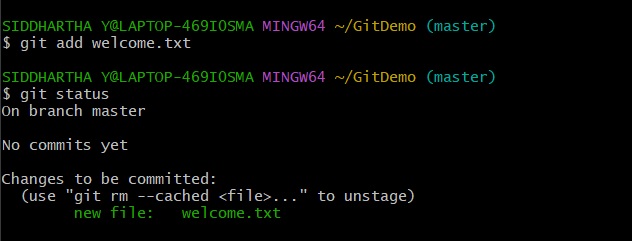 SIDDHARTHA Y@LAPTOP-469IOSMA MINGW64 ~/GitDemo (master)
$ git add welcome.txt
SIDDHARTHA Y@LAPTOP-469IOSMA MINGW64 ~/GitDemo (master)
$ git status
On branch master
No commits yet
Changes to be committed:
  (use "git rm --cached <file>..." to unstage)
        new file:   welcome.txt